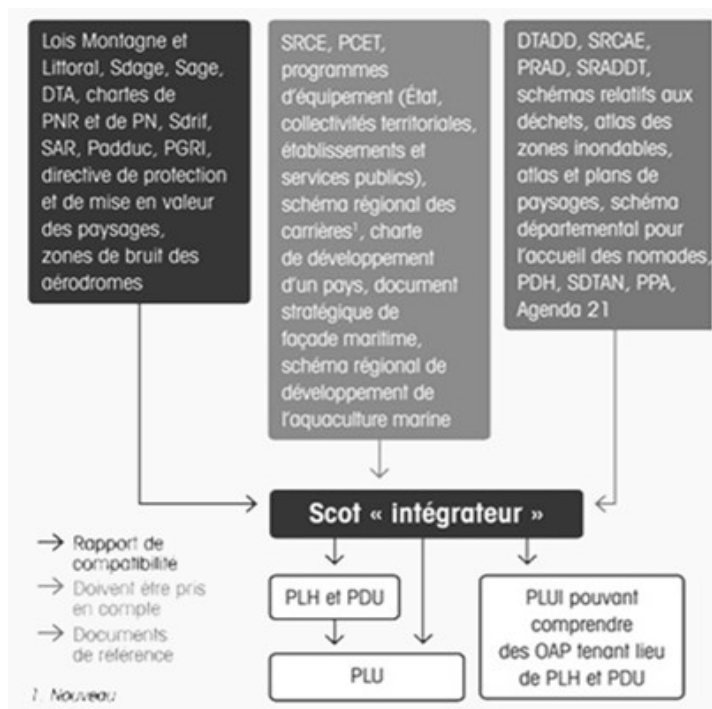 Lois Montagne et
Littoral, Sdage, Sage,
DTA, chartes de
PNR et de PN, Sdrif,
SAR, Padduc, PGRI,
directive de protection
et de mise en valeur
des paysages,
zones de bruit des
aérodromes
SRCE, PCET,
programmes
d'équipement (État,
collectivités territoriales,
établissements et
services publics),
schéma régional des
carrières¹, charte
de développement
d'un pays, document
stratégique de
façade maritime,
schéma régional de
développement de
l'aquaculture marine
DTADD, SRCAE,
PRAD, SRADDT,
schémas relatifs aux
déchets, atlas des
zones inondables,
atlas et plans de
paysages, schéma
départemental pour
l'accueil des nomades,
PDH, SDTAN, PPA,
Agenda 21
Scot « intégrateur »
PLH et PDU
PLU
PLUI pouvant
comprendre
des OAP tenant lieu
de PLH et PDU
Rapport de
compatibilité
Doivent être pris
en compte
Documents
de référence
1. Nouveau